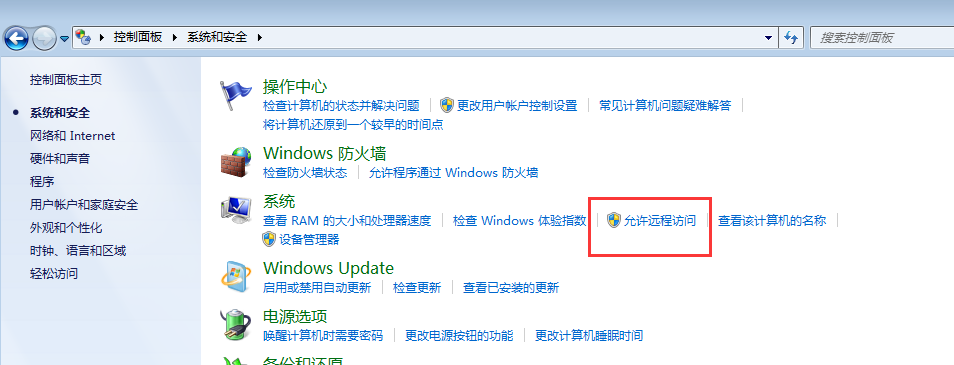 控制面板 系统和安全 搜索控制面板
控制面板主页
系统和安全
网络和 Internet
硬件和声音
程序
用户帐户和家庭安全
外观和个性化
时钟、语言和区域
轻松访问
操作中心
检查计算机的状态并解决问题 更改用户帐户控制设置 常见计算机问题疑难解答
将计算机还原到一个较早的时间点
Windows 防火墙
检查防火墙状态 允许程序通过 Windows 防火墙
系统
查看 RAM 的大小和处理器速度 检查 Windows 体验指数 允许远程访问 查看该计算机的名称
设备管理器
Windows Update
启用或禁用自动更新 检查更新 查看已安装的更新
电源选项
唤醒计算机时需要密码 更改电源按钮的功能 更改计算机睡眠时间
备份和还原